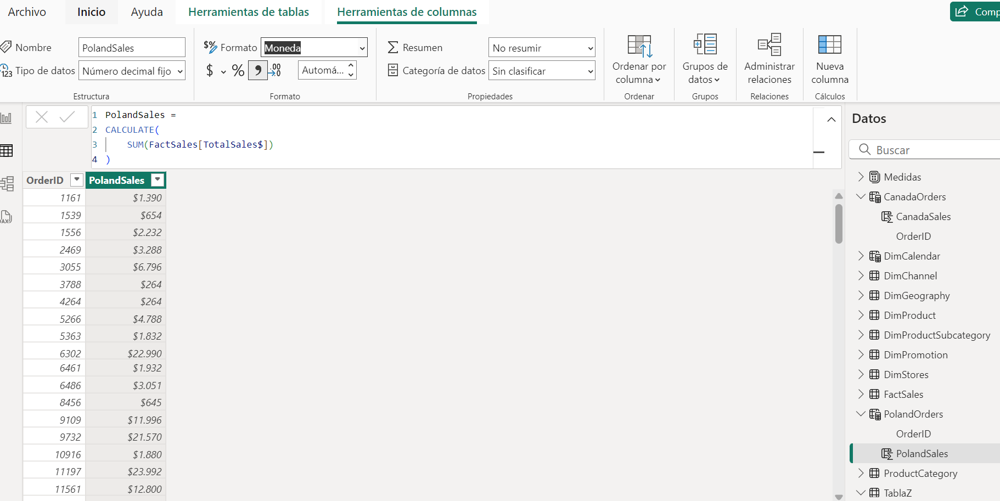 Archivo Inicio Ayuda Herramientas de tablas Herramientas de columnas Comp
Nombre PolandSales
Tipo de datos Número decimal fijo
Estructura
Formato Moneda
$ % 9 .00 Automá...
Formato
Resumen No resumir
Categoría de datos Sin clasificar
Propiedades
Ordenar por
columna
Ordenar
Grupos de
datos
Grupos
Administrar
relaciones
Relaciones
Nueva
columna
Cálculos
1 PolandSales =
2 CALCULATE(
3 SUM(FactSales[TotalSales$])
4 )
OrderID PolandSales
1161 $1.390
1539 $654
1556 $2.232
2469 $3.288
3055 $6.796
3788 $264
4264 $264
5266 $4.788
5363 $1.832
6302 $22.990
6461 $1.932
6486 $3.051
8456 $645
9109 $11.996
9732 $21.570
10916 $1.880
11197 $23.992
11561 $12.800
Datos
Buscar
Medidas
CanadaOrders
CanadaSales
OrderID
DimCalendar
DimChannel
DimGeography
DimProduct
DimProductSubcategory
DimPromotion
DimStores
FactSales
PolandOrders
OrderID
PolandSales
ProductCategory
TablaZ